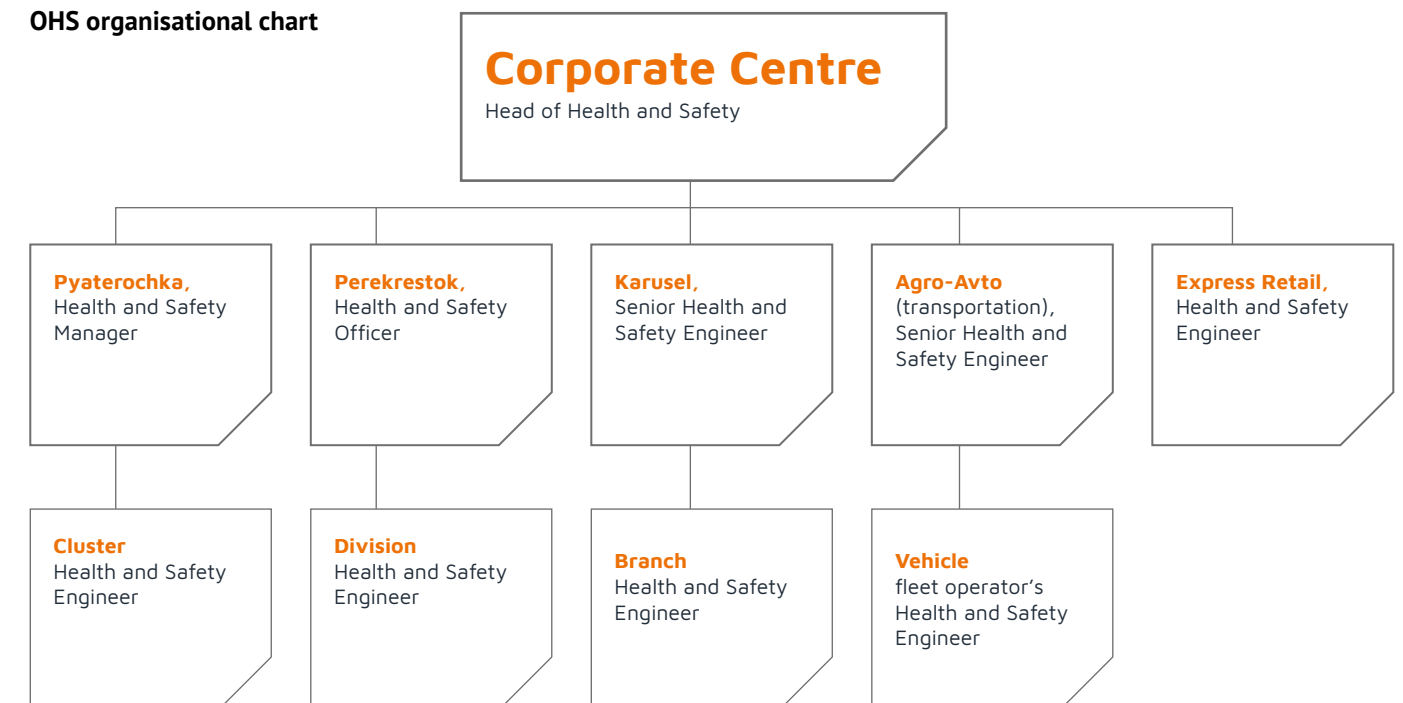 OHS organisational chart
Corporate Centre
Head of Health and Safety
Pyaterochka,
Health and Safety
Manager
Perekrestok,
Health and Safety
Officer
Karusel,
Senior Health and
Safety Engineer
Agro-Avto
(transportation),
Senior Health and
Safety Engineer
Express Retail,
Health and Safety
Engineer
Cluster
Health and Safety
Engineer
Division
Health and Safety
Engineer
Branch
Health and Safety
Engineer
Vehicle
fleet operator’s
Health and Safety
Engineer